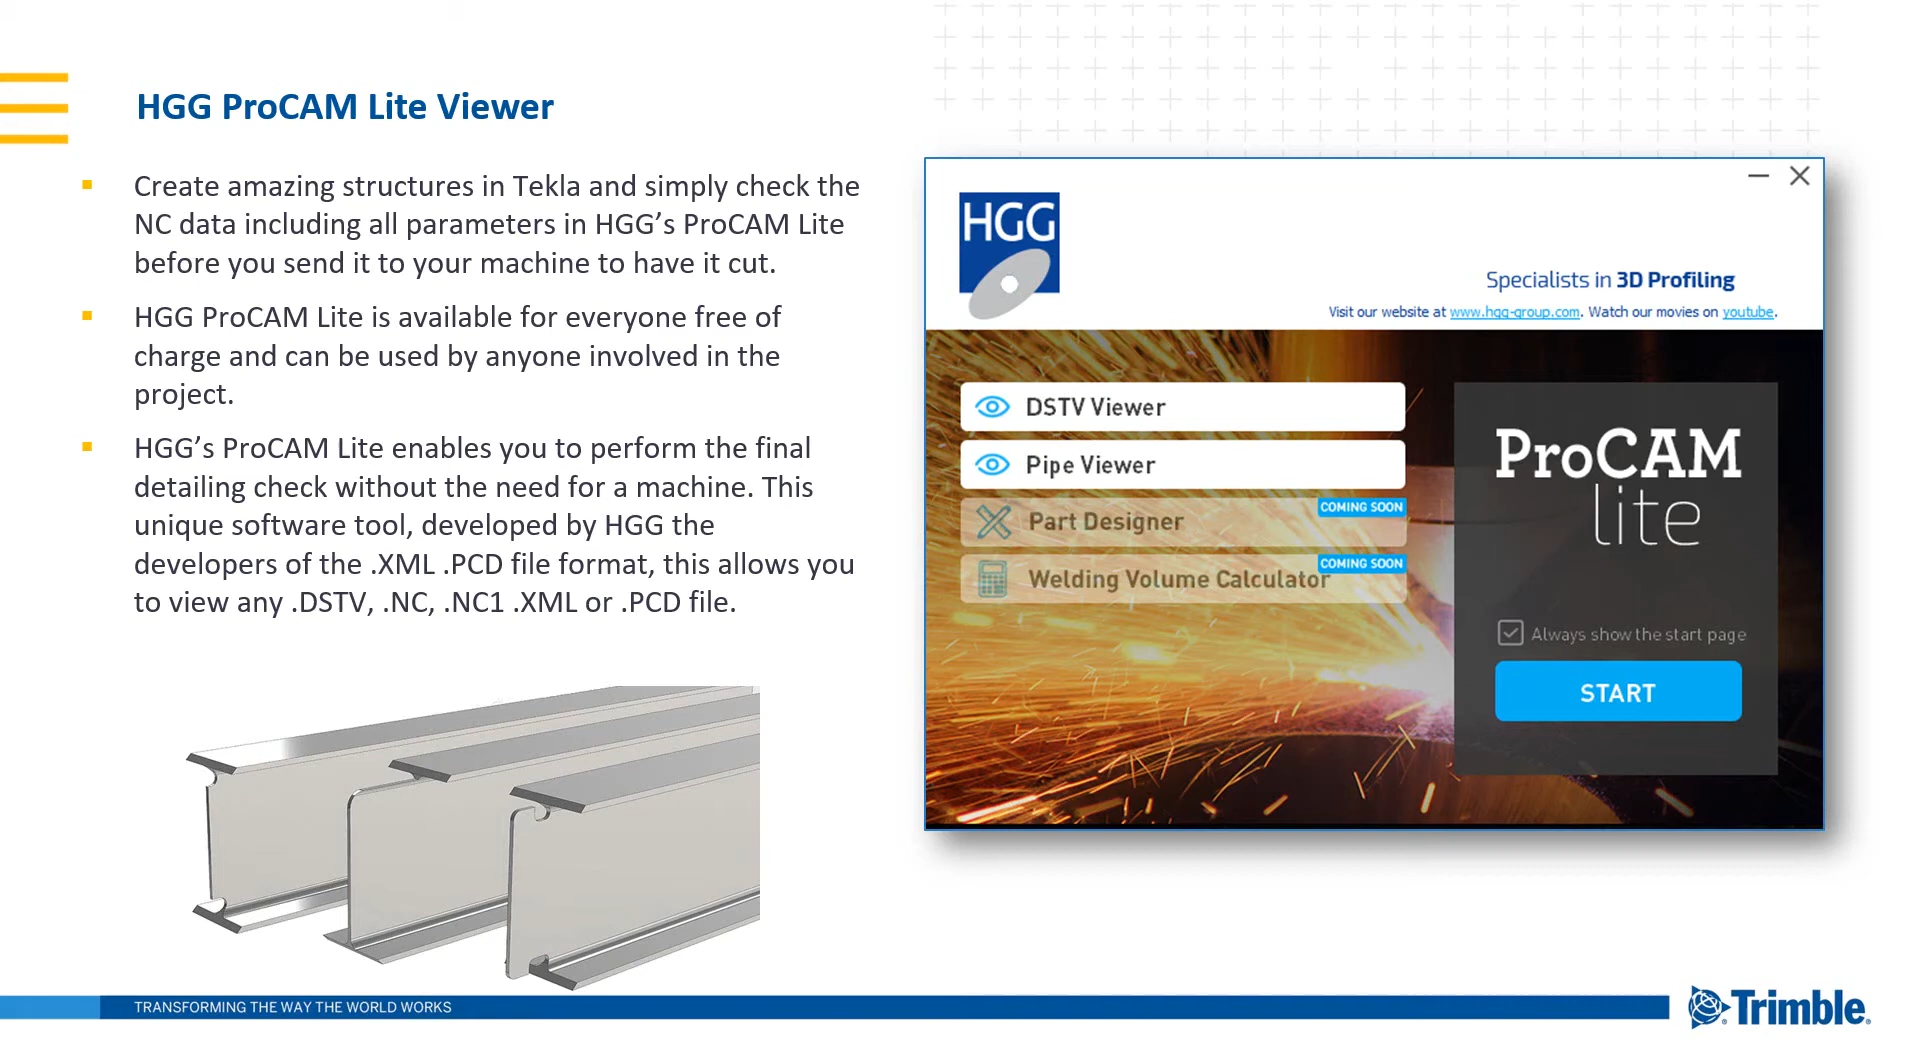 HGG ProCAM Lite Viewer
Create amazing structures in Tekla and simply check the
NC data including all parameters in HGG’s ProCAM Lite
before you send it to your machine to have it cut.
HGG ProCAM Lite is available for everyone free of
charge and can be used by anyone involved in the
project.
HGG’s ProCAM Lite enables you to perform the final
detailing check without the need for a machine. This
unique software tool, developed by HGG the
developers of the .XML .PCD file format, this allows you
to view any .DSTV, .NC, .NC1 .XML or .PCD file.
HGG
Specialists in 3D Profiling
Visit our website at www.hgg-group.com. Watch our movies on youtube.
DSTV Viewer
Pipe Viewer
COMING SOON
Part Designer
COMING SOON
Welding Volume Calculator
ProCAM
lite
Always show the start page
START
TRANSFORMING THE WAY THE WORLD WORKS
Trimble®